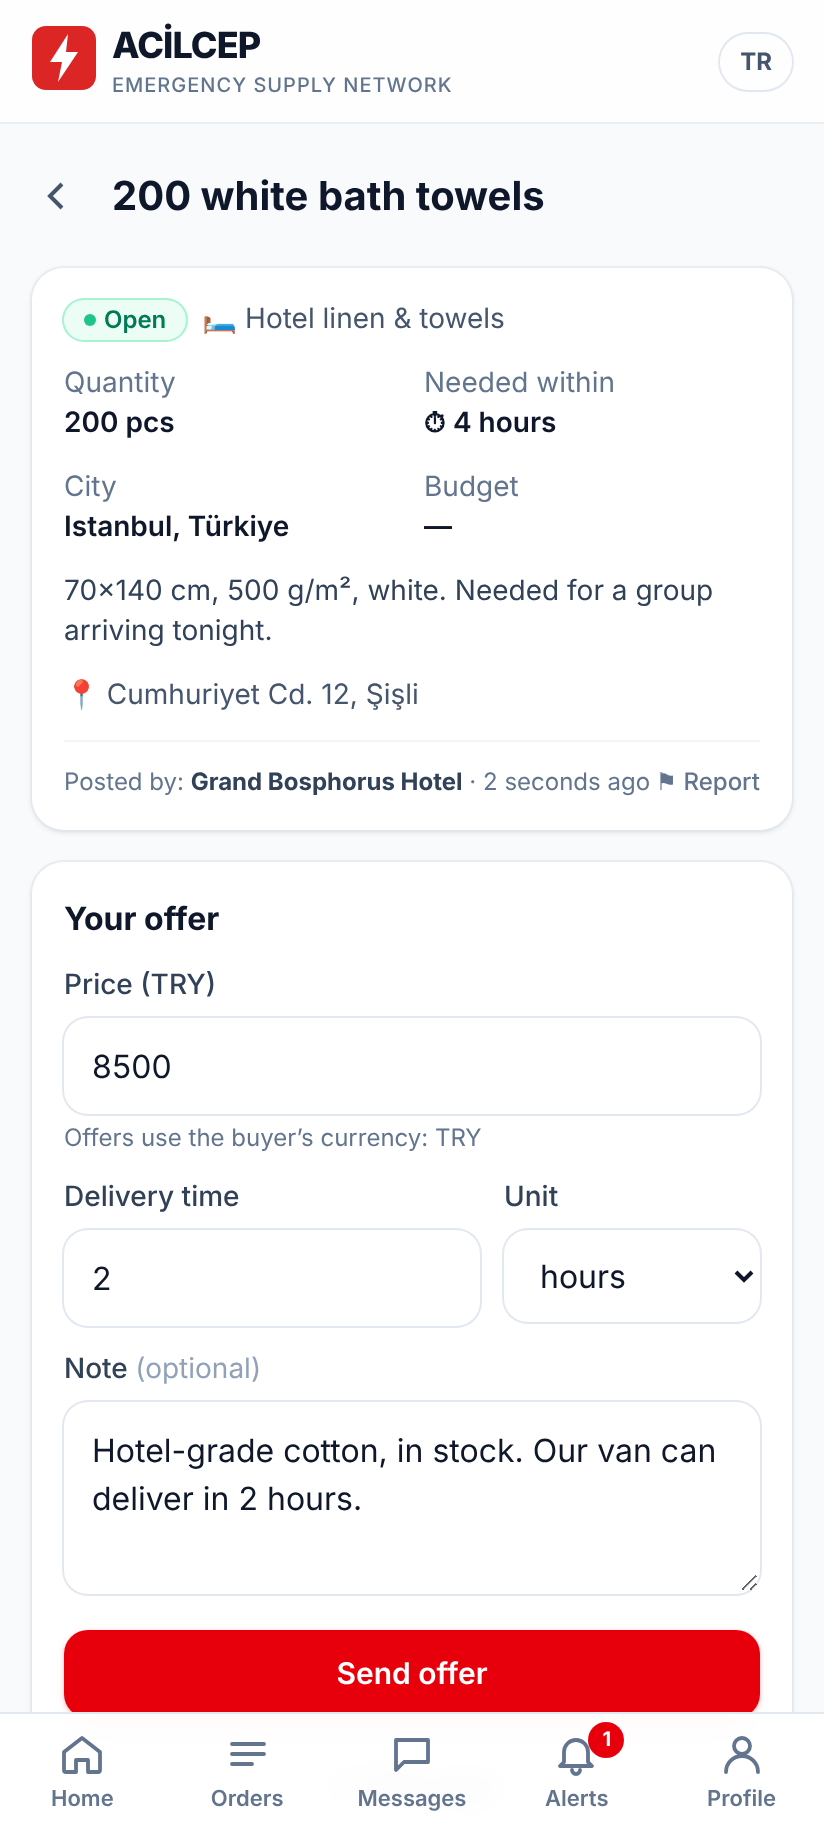 ACİLCEP
EMERGENCY SUPPLY NETWORK
TR
200 white bath towels
Open
Hotel linen & towels
Quantity
Needed within
200 pcs
⏱ 4 hours
City
Budget
Istanbul, Türkiye
—
70×140 cm, 500 g/m², white. Needed for a group
arriving tonight.
📍 Cumhuriyet Cd. 12, Şişli
Posted by: Grand Bosphorus Hotel · 2 seconds ago ⚑ Report
Your offer
Price (TRY)
8500
Offers use the buyer’s currency: TRY
Delivery time
Unit
2
hours
Note (optional)
Hotel-grade cotton, in stock. Our van can
deliver in 2 hours.
Send offer
1
Home
Orders
Messages
Alerts
Profile